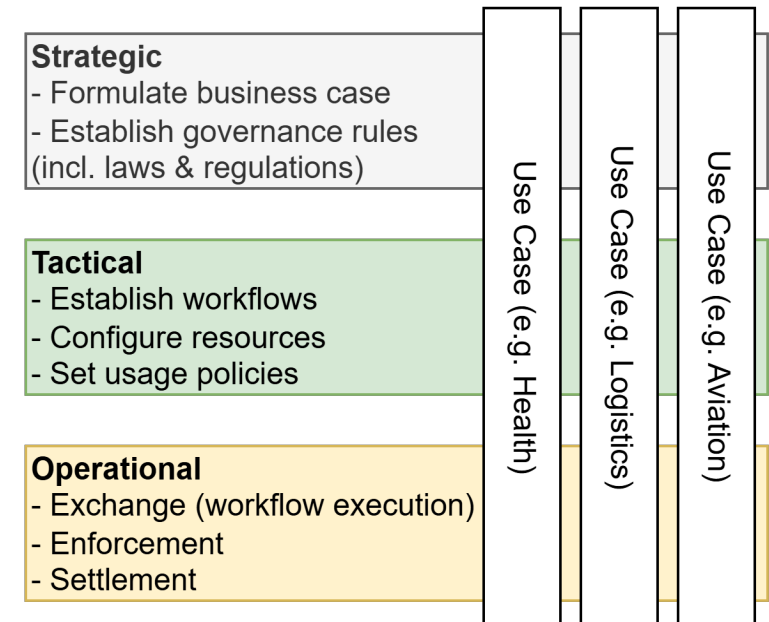 Strategic
- Formulate business case
- Establish governance rules
(incl. laws & regulations)
Tactical
- Establish workflows
- Configure resources
- Set usage policies
Operational
- Exchange (workflow execution)
- Enforcement
- Settlement
Use Case (e.g. Health)
Use Case (e.g. Logistics)
Use Case (e.g. Aviation)